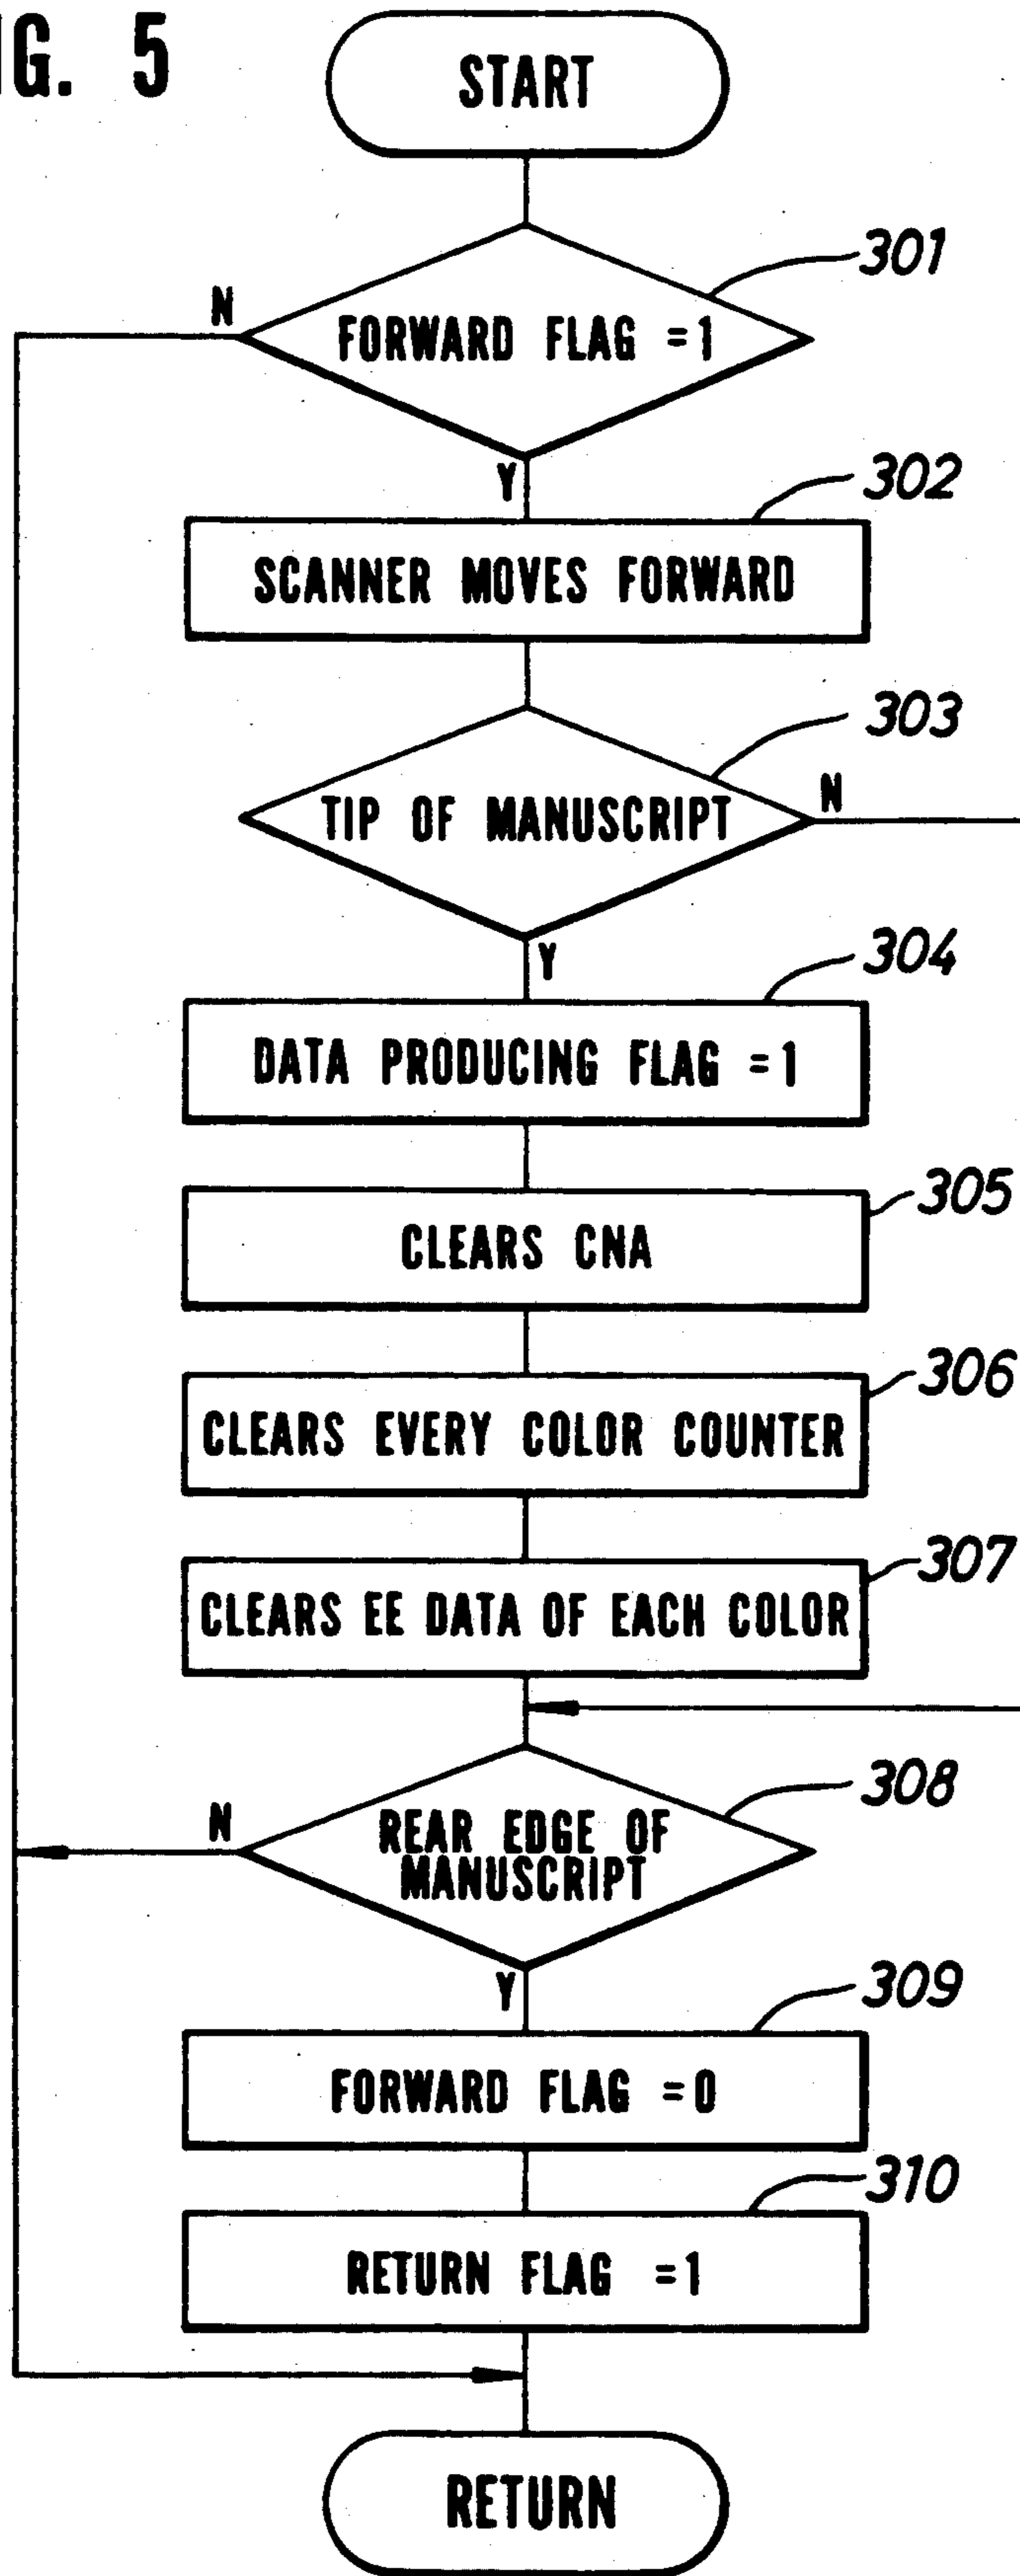 G. 5
START
301
N
FORWARD FLAG =1
Y
302
SCANNER MOVES FORWARD
303
TIP OF MANUSCRIPT
N
Y
304
DATA PRODUCING FLAG =1
305
CLEARS CNA
306
CLEARS EVERY COLOR COUNTER
307
CLEARS EE DATA OF EACH COLOR
308
N
REAR EDGE OF
MANUSCRIPT
Y
309
FORWARD FLAG =0
310
RETURN FLAG =1
RETURN